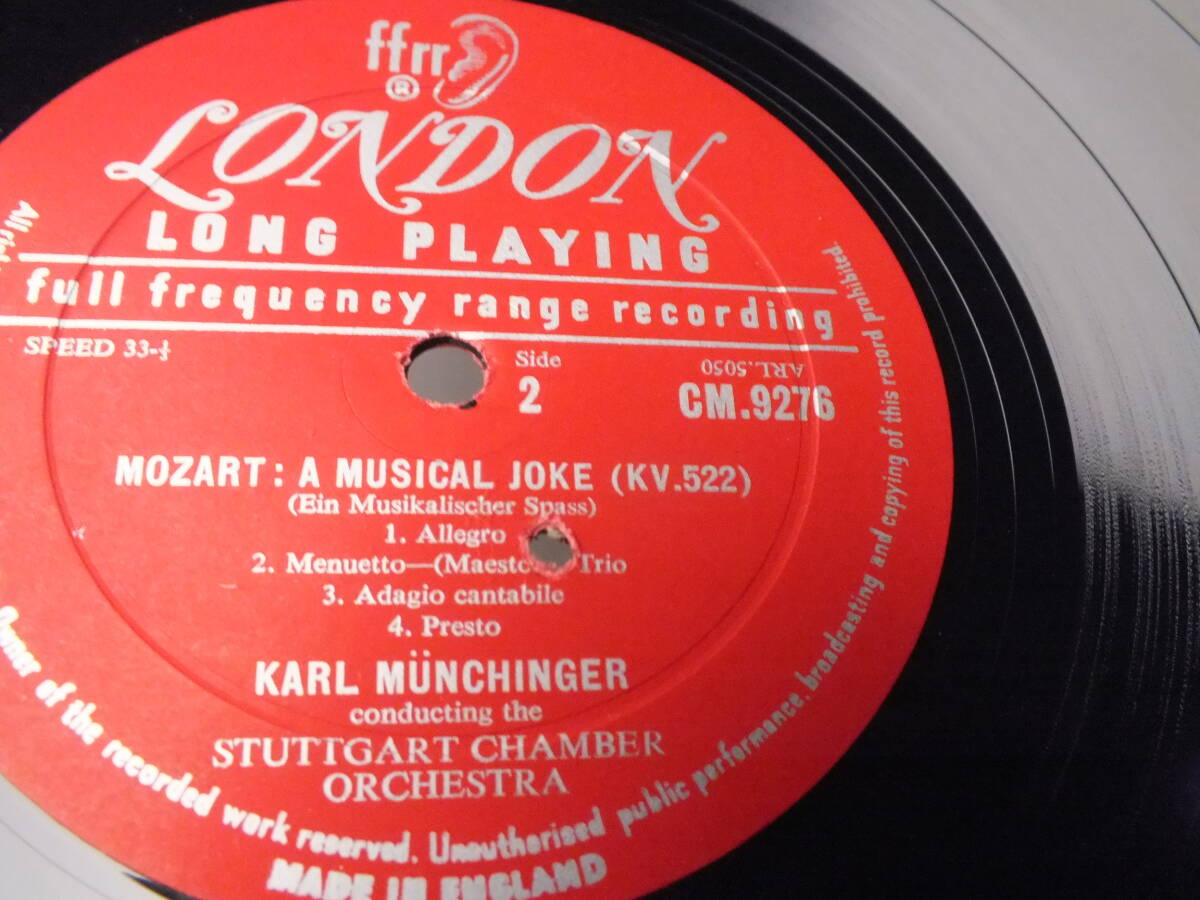 ffrr
®
LONDON
LONG PLAYING
full frequency range recording
SPEED 33-⅓
Side
2
ARL.5050
CM.9276
MOZART: A MUSICAL JOKE (KV.522)
(Ein Musikalischer Spass)
1. Allegro
2. Menuetto—(Maesto Trio
3. Adagio cantabile
4. Presto
KARL MÜNCHINGER
conducting the
STUTTGART CHAMBER
ORCHESTRA
All
Owner of the recorded work reserved. Unauthorised public performance, broadcasting and copying of this record prohibited.
MADE IN ENGLAND